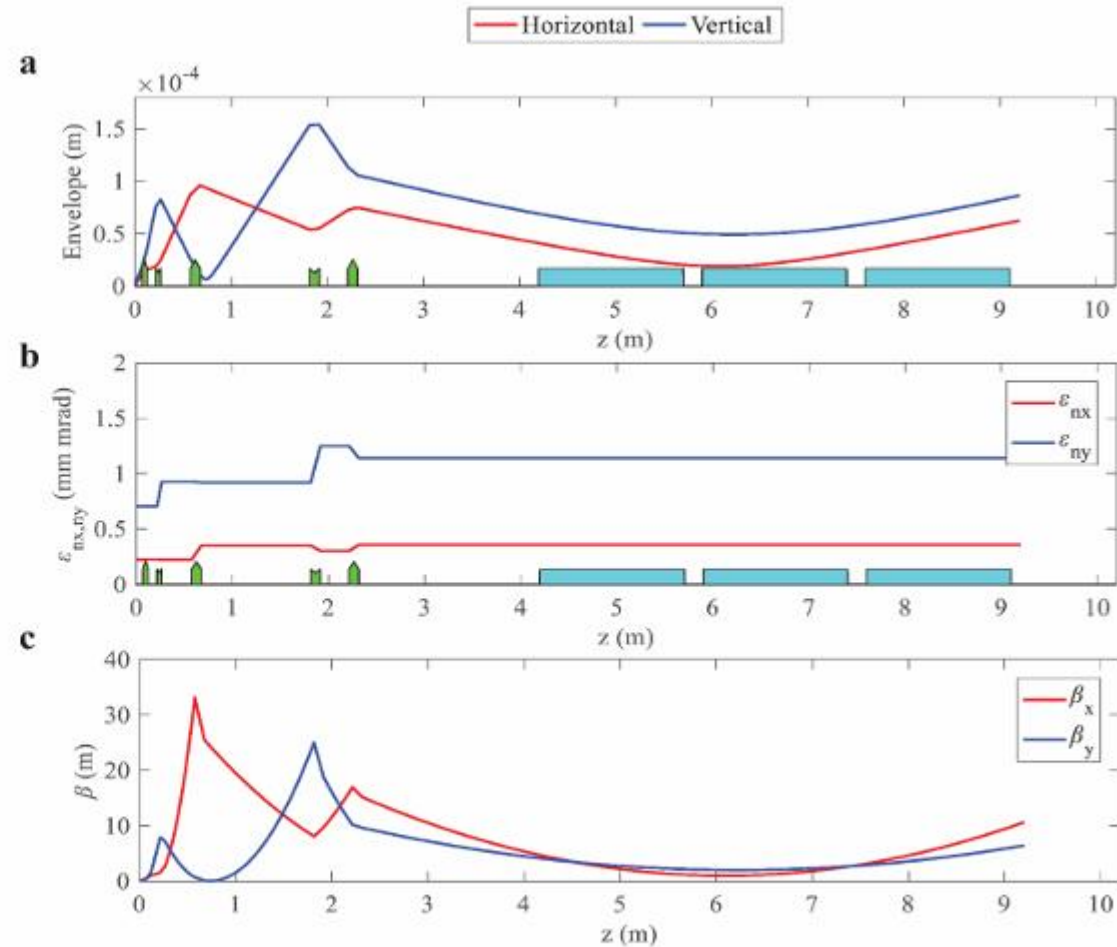 Horizontal Vertical
a
×10⁻⁴
Envelope (m)
1.5
1
0.5
0
0 1 2 3 4 5 6 7 8 9 10
z (m)
b
ε_nx,ny (mm mrad)
2
1.5
1
0.5
0
ε_nx
ε_ny
0 1 2 3 4 5 6 7 8 9 10
z (m)
c
β (m)
40
30
20
10
0
β_x
β_y
0 1 2 3 4 5 6 7 8 9 10
z (m)